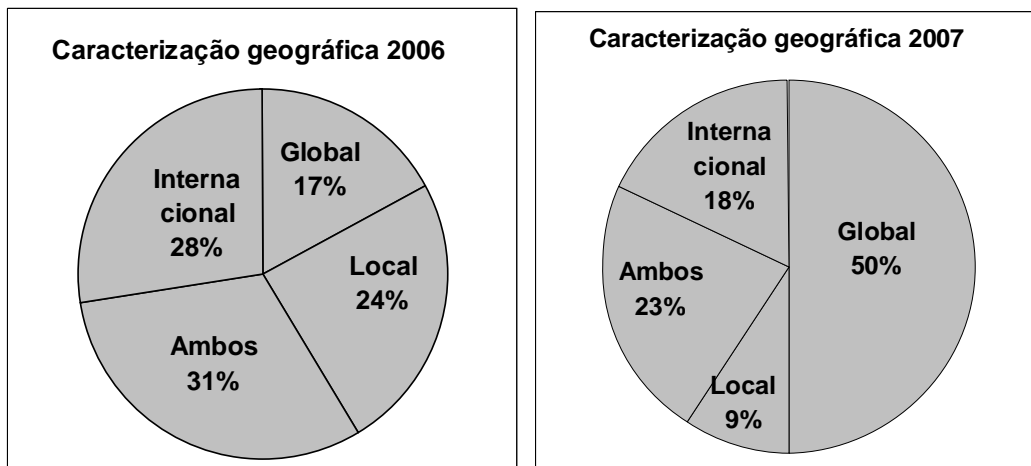 Caracterização geográfica 2006
Global
17%
Local
24%
Ambos
31%
Interna
cional
28%
Caracterização geográfica 2007
Global
50%
Local
9%
Ambos
23%
Interna
cional
18%